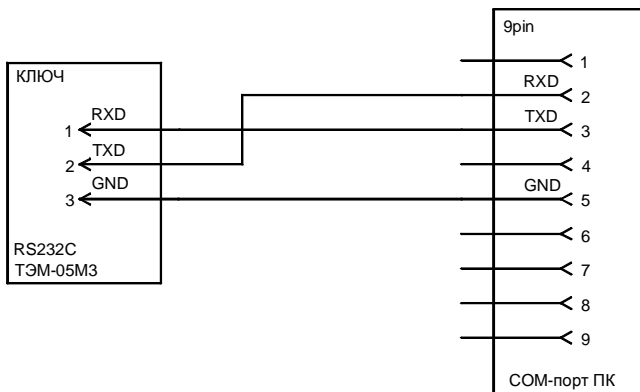 9pin
1
КЛЮЧ
RXD
2
RXD
1
TXD
3
TXD
2
4
GND
3
GND
5
6
RS232C
ТЭМ-05М3
7
8
9
COM-порт ПК